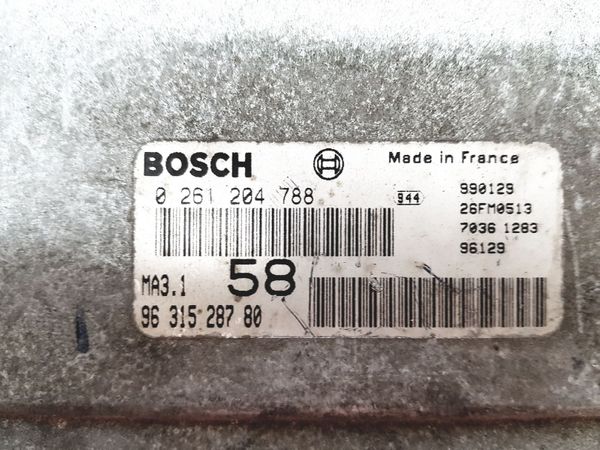 BOSCH
Made in France
0 261 204 788
944
990129
26FM0513
7036 1283
96129
MA3.1
58
96 315 287 80